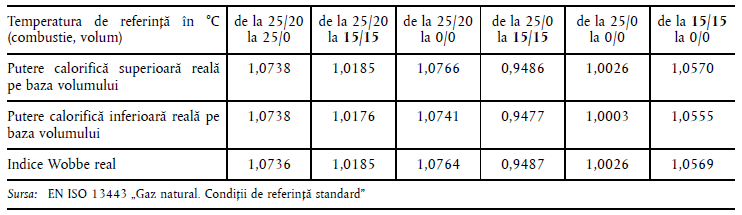 Temperatura de referință în °C de la 25/20 de la 25/20 de la 25/20 de la 25/0 de la 25/0 de la 15/15
(combustie, volum) la 25/0 la 15/15 la 0/0 la 15/15 la 0/0 la 0/0
Putere calorifică superioară reală 1,0738 1,0185 1,0766 0,9486 1,0026 1,0570
pe baza volumului
Putere calorifică inferioară reală pe 1,0738 1,0176 1,0741 0,9477 1,0003 1,0555
baza volumului
Indice Wobbe real 1,0736 1,0185 1,0764 0,9487 1,0026 1,0569
Sursa: EN ISO 13443 „Gaz natural. Condiții de referință standard”